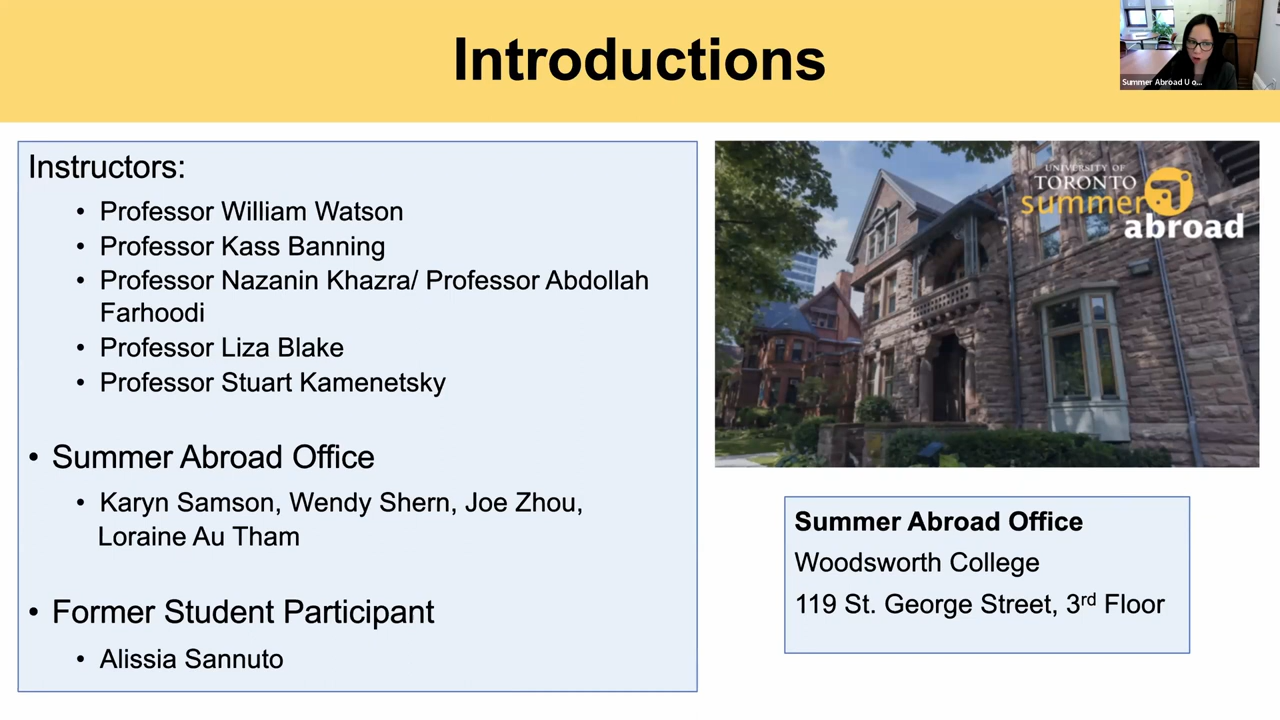 Introductions
Summer Abroad U o...
Instructors:
• Professor William Watson
• Professor Kass Banning
• Professor Nazanin Khazra/ Professor Abdollah
Farhoodi
• Professor Liza Blake
• Professor Stuart Kamenetsky
• Summer Abroad Office
• Karyn Samson, Wendy Shern, Joe Zhou,
Loraine Au Tham
• Former Student Participant
• Alissia Sannuto
UNIVERSITY OF
TORONTO
summer
abroad
Summer Abroad Office
Woodsworth College
119 St. George Street, 3rd Floor